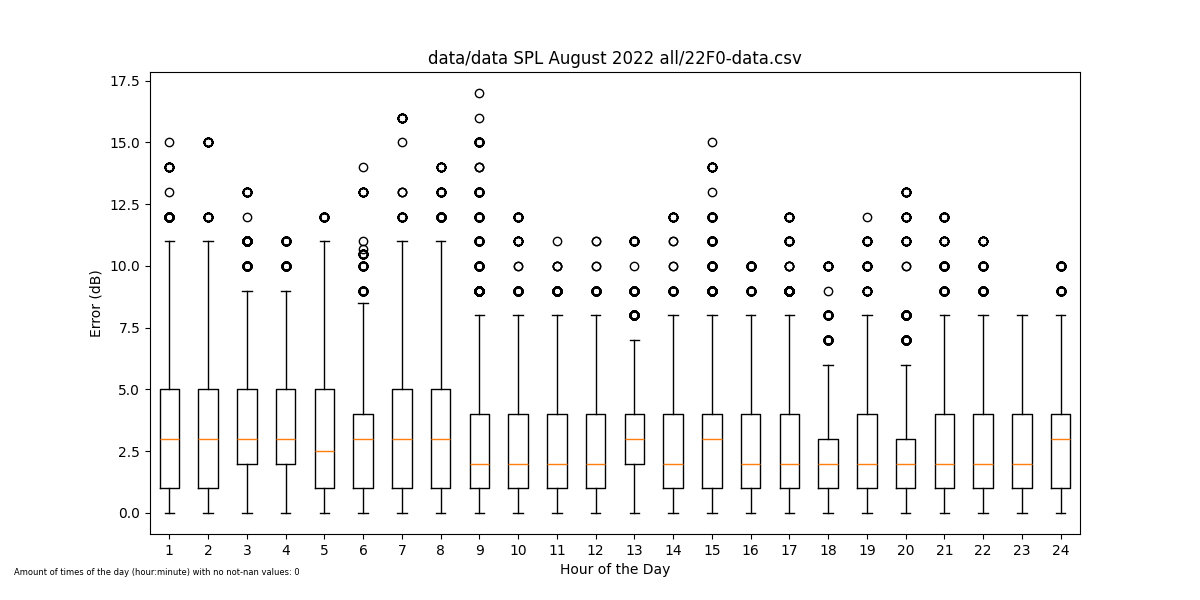 data/data SPL August 2022 all/22F0-data.csv
17.5
15.0
12.5
10.0
7.5
5.0
2.5
0.0
Error (dB)
1 2 3 4 5 6 7 8 9 10 11 12 13 14 15 16 17 18 19 20 21 22 23 24
Hour of the Day
Amount of times of the day (hour:minute) with no not-nan values: 0